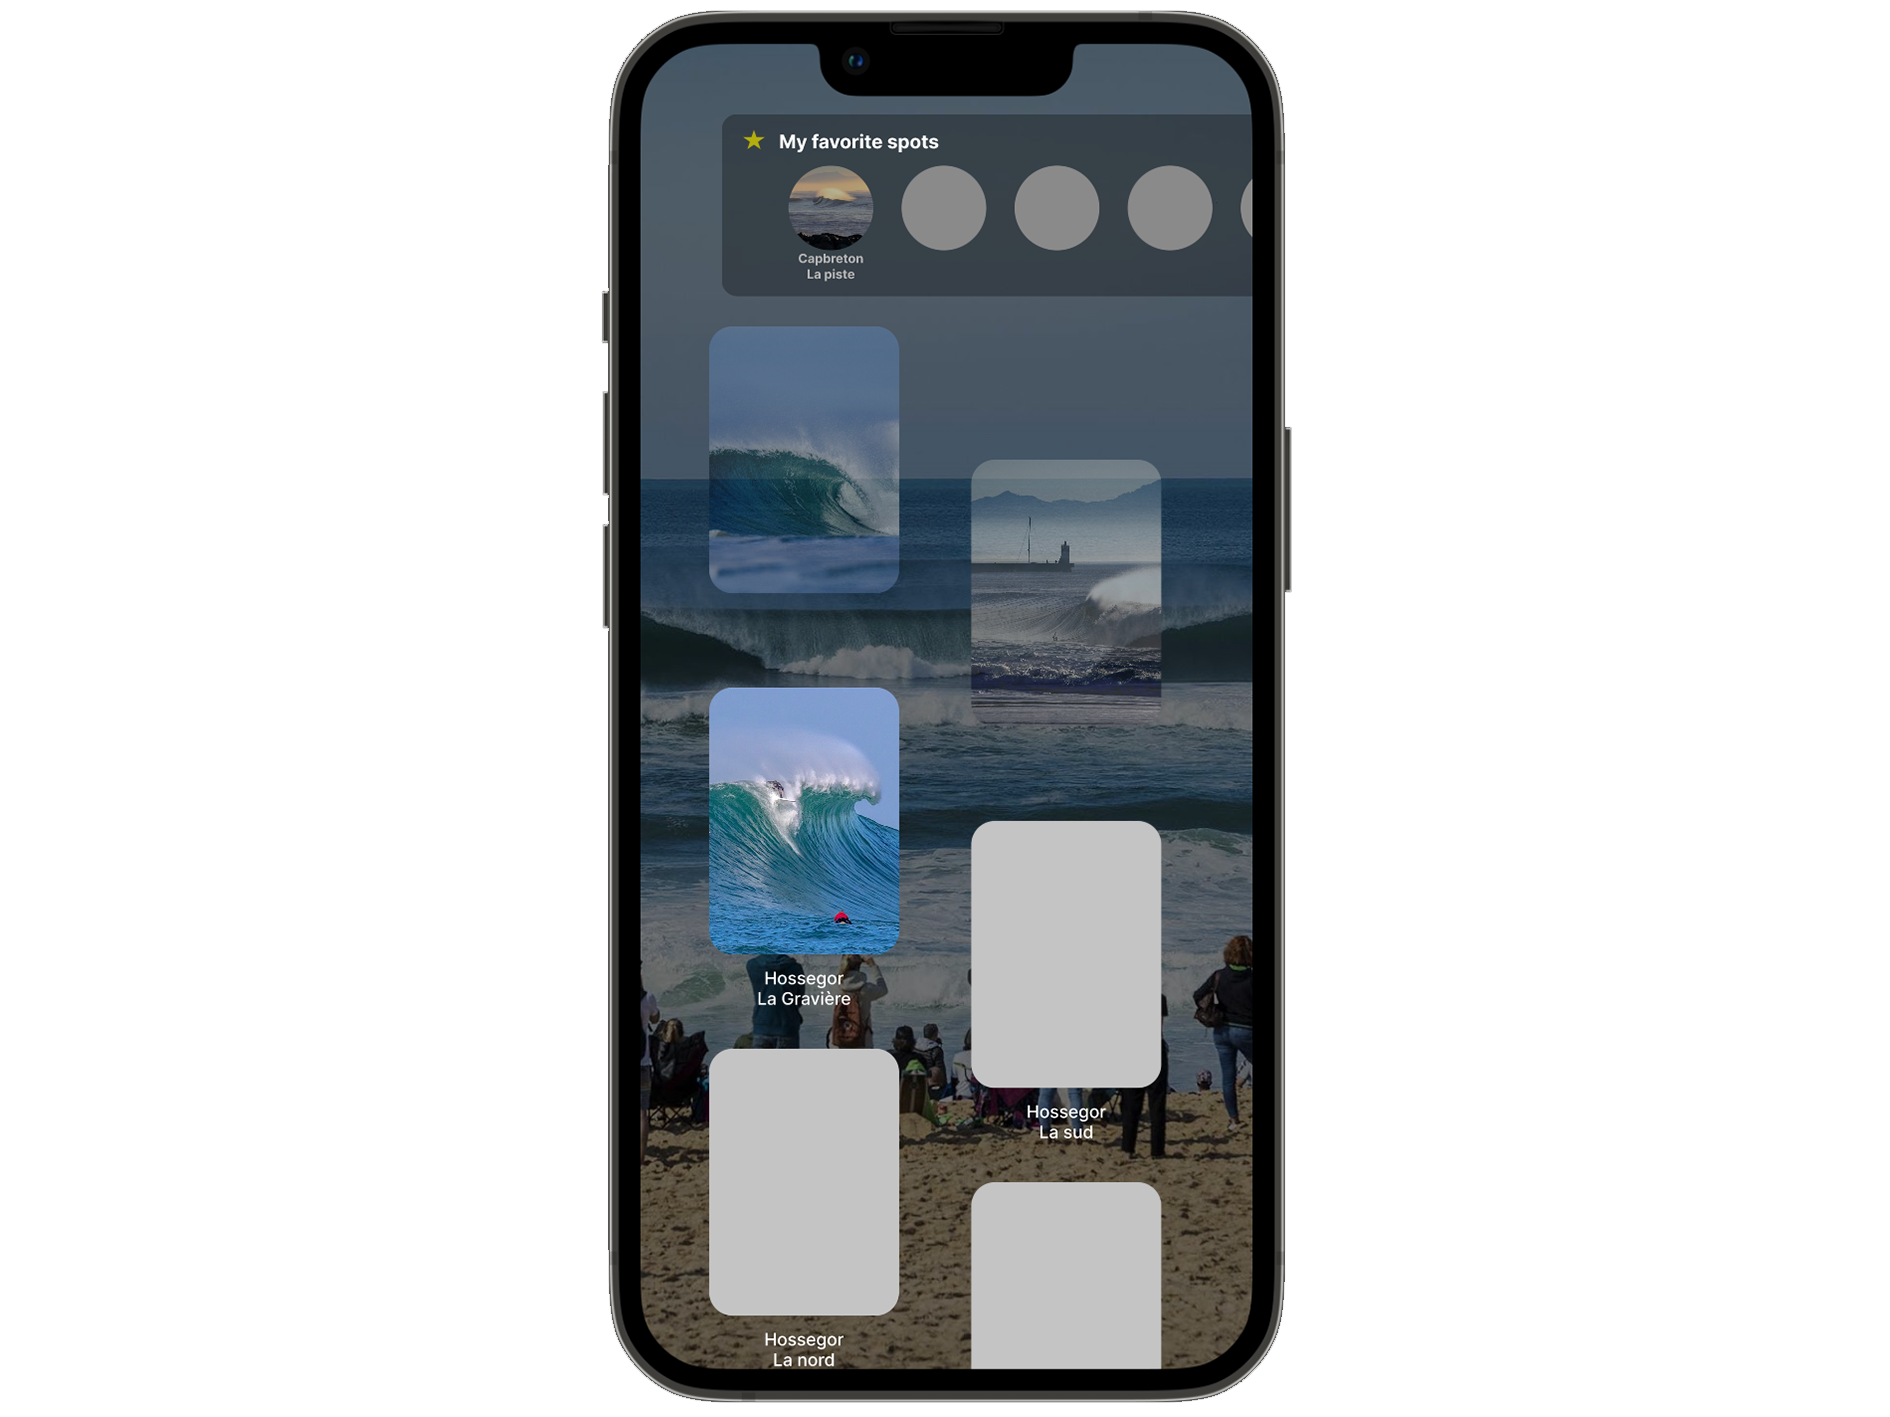 My favorite spots
Capbreton
La piste
Hossegor
La Gravière
Hossegor
La sud
Hossegor
La nord